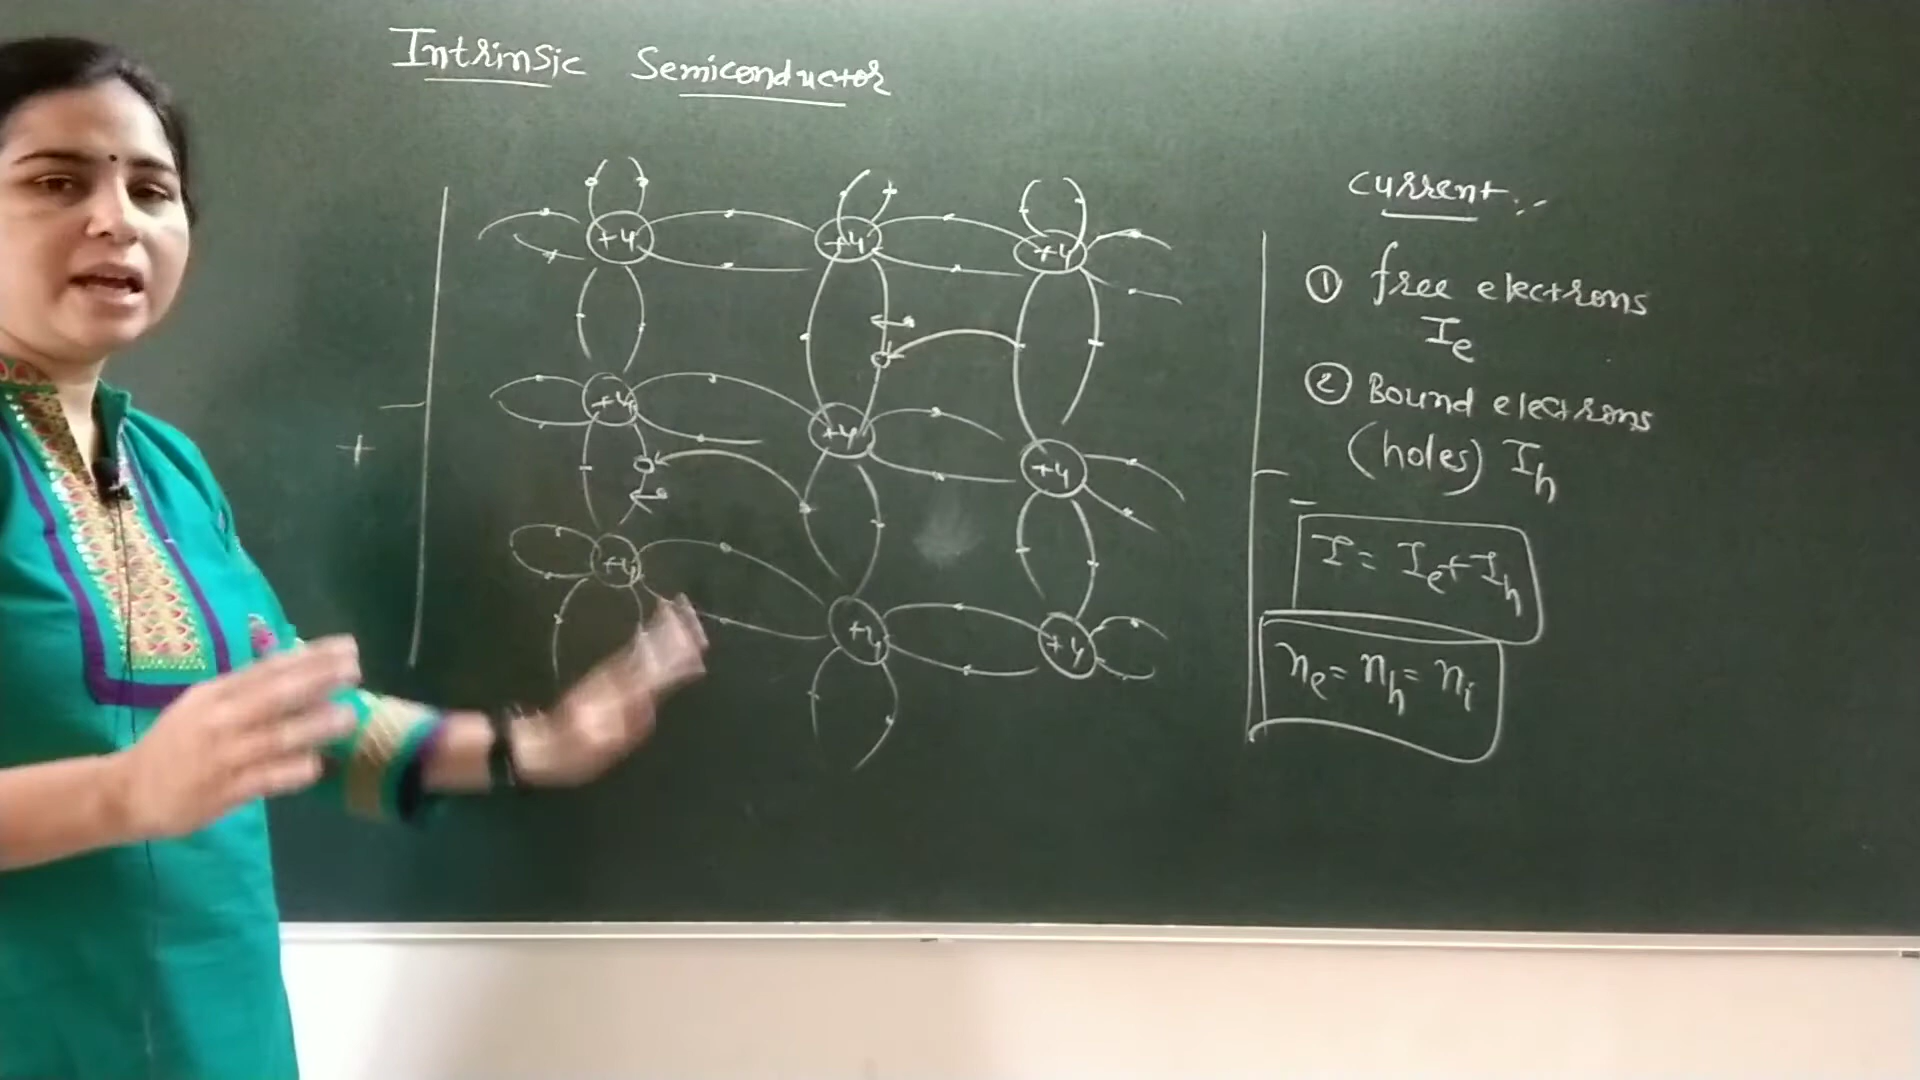 Intrinsic Semiconductor
+4 +4 +4
+4 +4 +4
+4 +4 +4
+
-
Current :-
① free electrons
Ie
② Bound electrons
(holes) Ih
I = Ie + Ih
ne = nh = ni